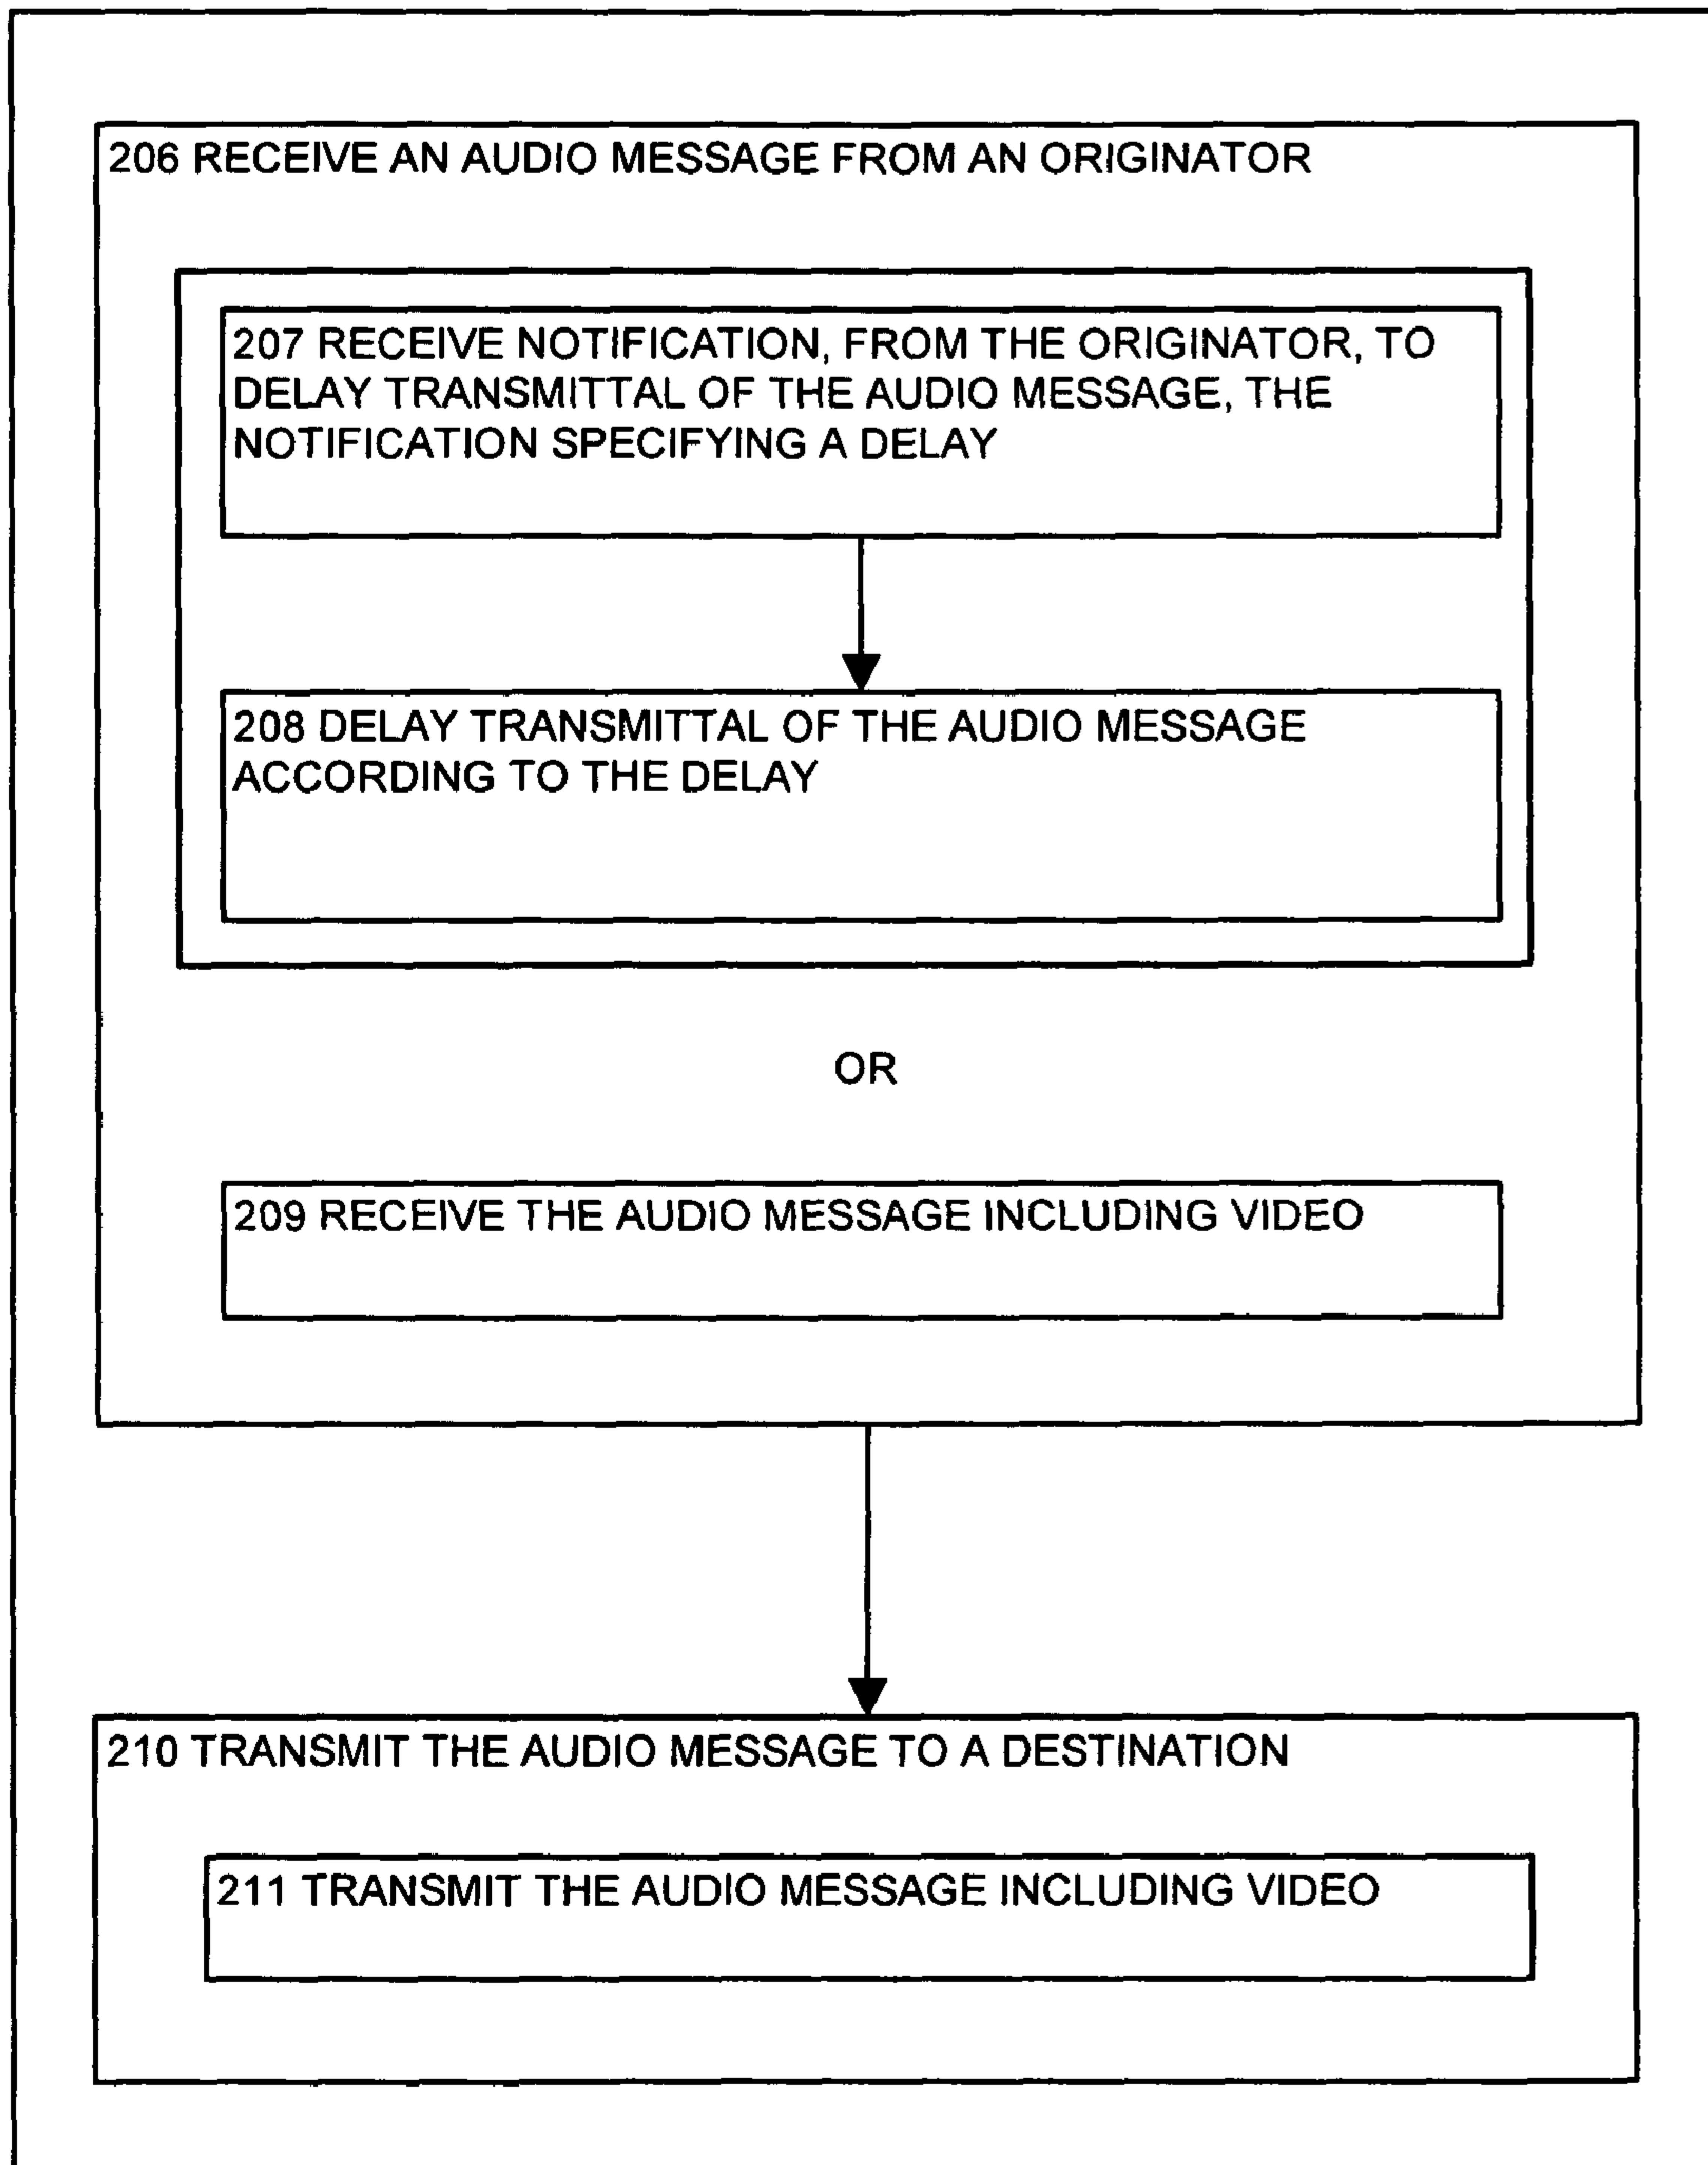 206 RECEIVE AN AUDIO MESSAGE FROM AN ORIGINATOR
207 RECEIVE NOTIFICATION, FROM THE ORIGINATOR, TO
DELAY TRANSMITTAL OF THE AUDIO MESSAGE, THE
NOTIFICATION SPECIFYING A DELAY
208 DELAY TRANSMITTAL OF THE AUDIO MESSAGE
ACCORDING TO THE DELAY
OR
209 RECEIVE THE AUDIO MESSAGE INCLUDING VIDEO
210 TRANSMIT THE AUDIO MESSAGE TO A DESTINATION
211 TRANSMIT THE AUDIO MESSAGE INCLUDING VIDEO